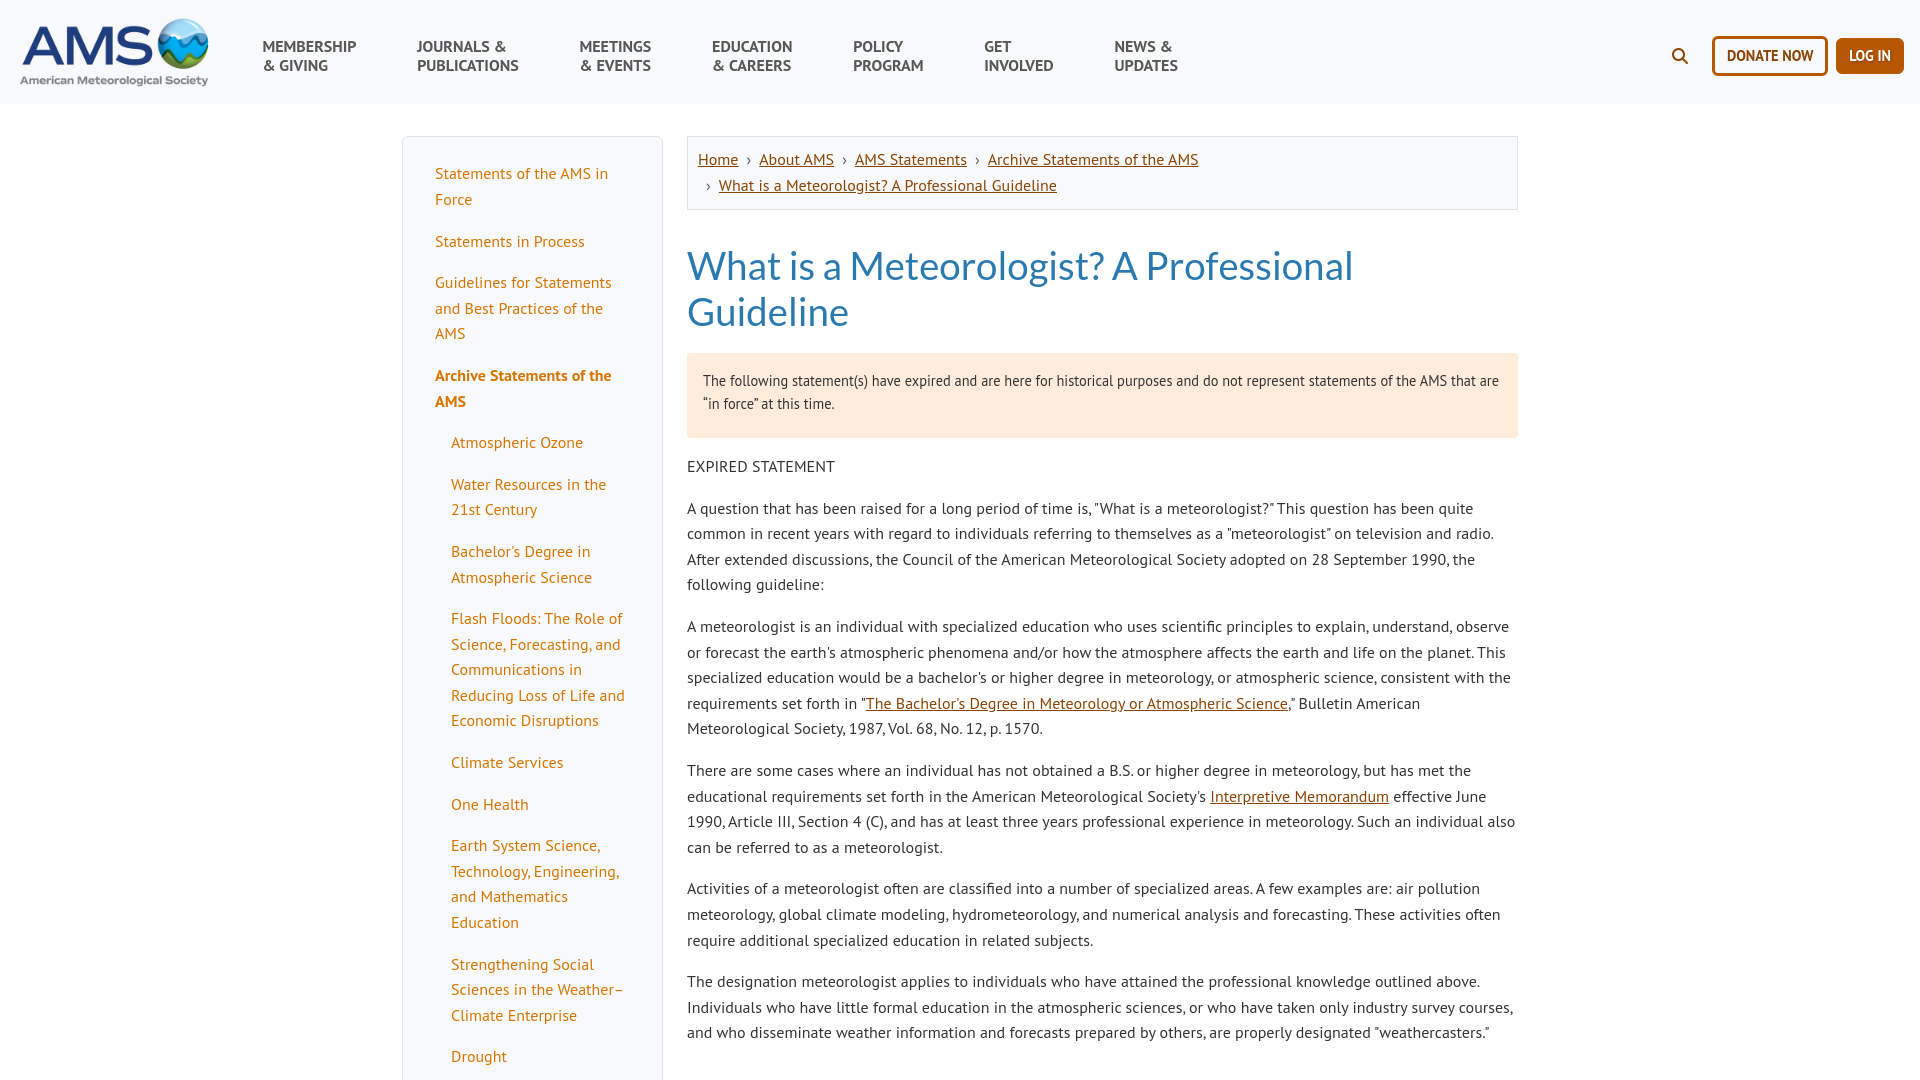 AMS
American Meteorological Society
MEMBERSHIP
& GIVING
JOURNALS &
PUBLICATIONS
MEETINGS
& EVENTS
EDUCATION
& CAREERS
POLICY
PROGRAM
GET
INVOLVED
NEWS &
UPDATES
DONATE NOW
LOG IN
Statements of the AMS in
Force
Statements in Process
Guidelines for Statements
and Best Practices of the
AMS
Archive Statements of the
AMS
Atmospheric Ozone
Water Resources in the
21st Century
Bachelor's Degree in
Atmospheric Science
Flash Floods: The Role of
Science, Forecasting, and
Communications in
Reducing Loss of Life and
Economic Disruptions
Climate Services
One Health
Earth System Science,
Technology, Engineering,
and Mathematics
Education
Strengthening Social
Sciences in the Weather–
Climate Enterprise
Drought
Home › About AMS › AMS Statements › Archive Statements of the AMS
› What is a Meteorologist? A Professional Guideline
What is a Meteorologist? A Professional
Guideline
The following statement(s) have expired and are here for historical purposes and do not represent statements of the AMS that are
“in force” at this time.
EXPIRED STATEMENT
A question that has been raised for a long period of time is, "What is a meteorologist?" This question has been quite
common in recent years with regard to individuals referring to themselves as a "meteorologist" on television and radio.
After extended discussions, the Council of the American Meteorological Society adopted on 28 September 1990, the
following guideline:
A meteorologist is an individual with specialized education who uses scientific principles to explain, understand, observe
or forecast the earth's atmospheric phenomena and/or how the atmosphere affects the earth and life on the planet. This
specialized education would be a bachelor's or higher degree in meteorology, or atmospheric science, consistent with the
requirements set forth in "The Bachelor's Degree in Meteorology or Atmospheric Science," Bulletin American
Meteorological Society, 1987, Vol. 68, No. 12, p. 1570.
There are some cases where an individual has not obtained a B.S. or higher degree in meteorology, but has met the
educational requirements set forth in the American Meteorological Society's Interpretive Memorandum effective June
1990, Article III, Section 4 (C), and has at least three years professional experience in meteorology. Such an individual also
can be referred to as a meteorologist.
Activities of a meteorologist often are classified into a number of specialized areas. A few examples are: air pollution
meteorology, global climate modeling, hydrometeorology, and numerical analysis and forecasting. These activities often
require additional specialized education in related subjects.
The designation meteorologist applies to individuals who have attained the professional knowledge outlined above.
Individuals who have little formal education in the atmospheric sciences, or who have taken only industry survey courses,
and who disseminate weather information and forecasts prepared by others, are properly designated "weathercasters."